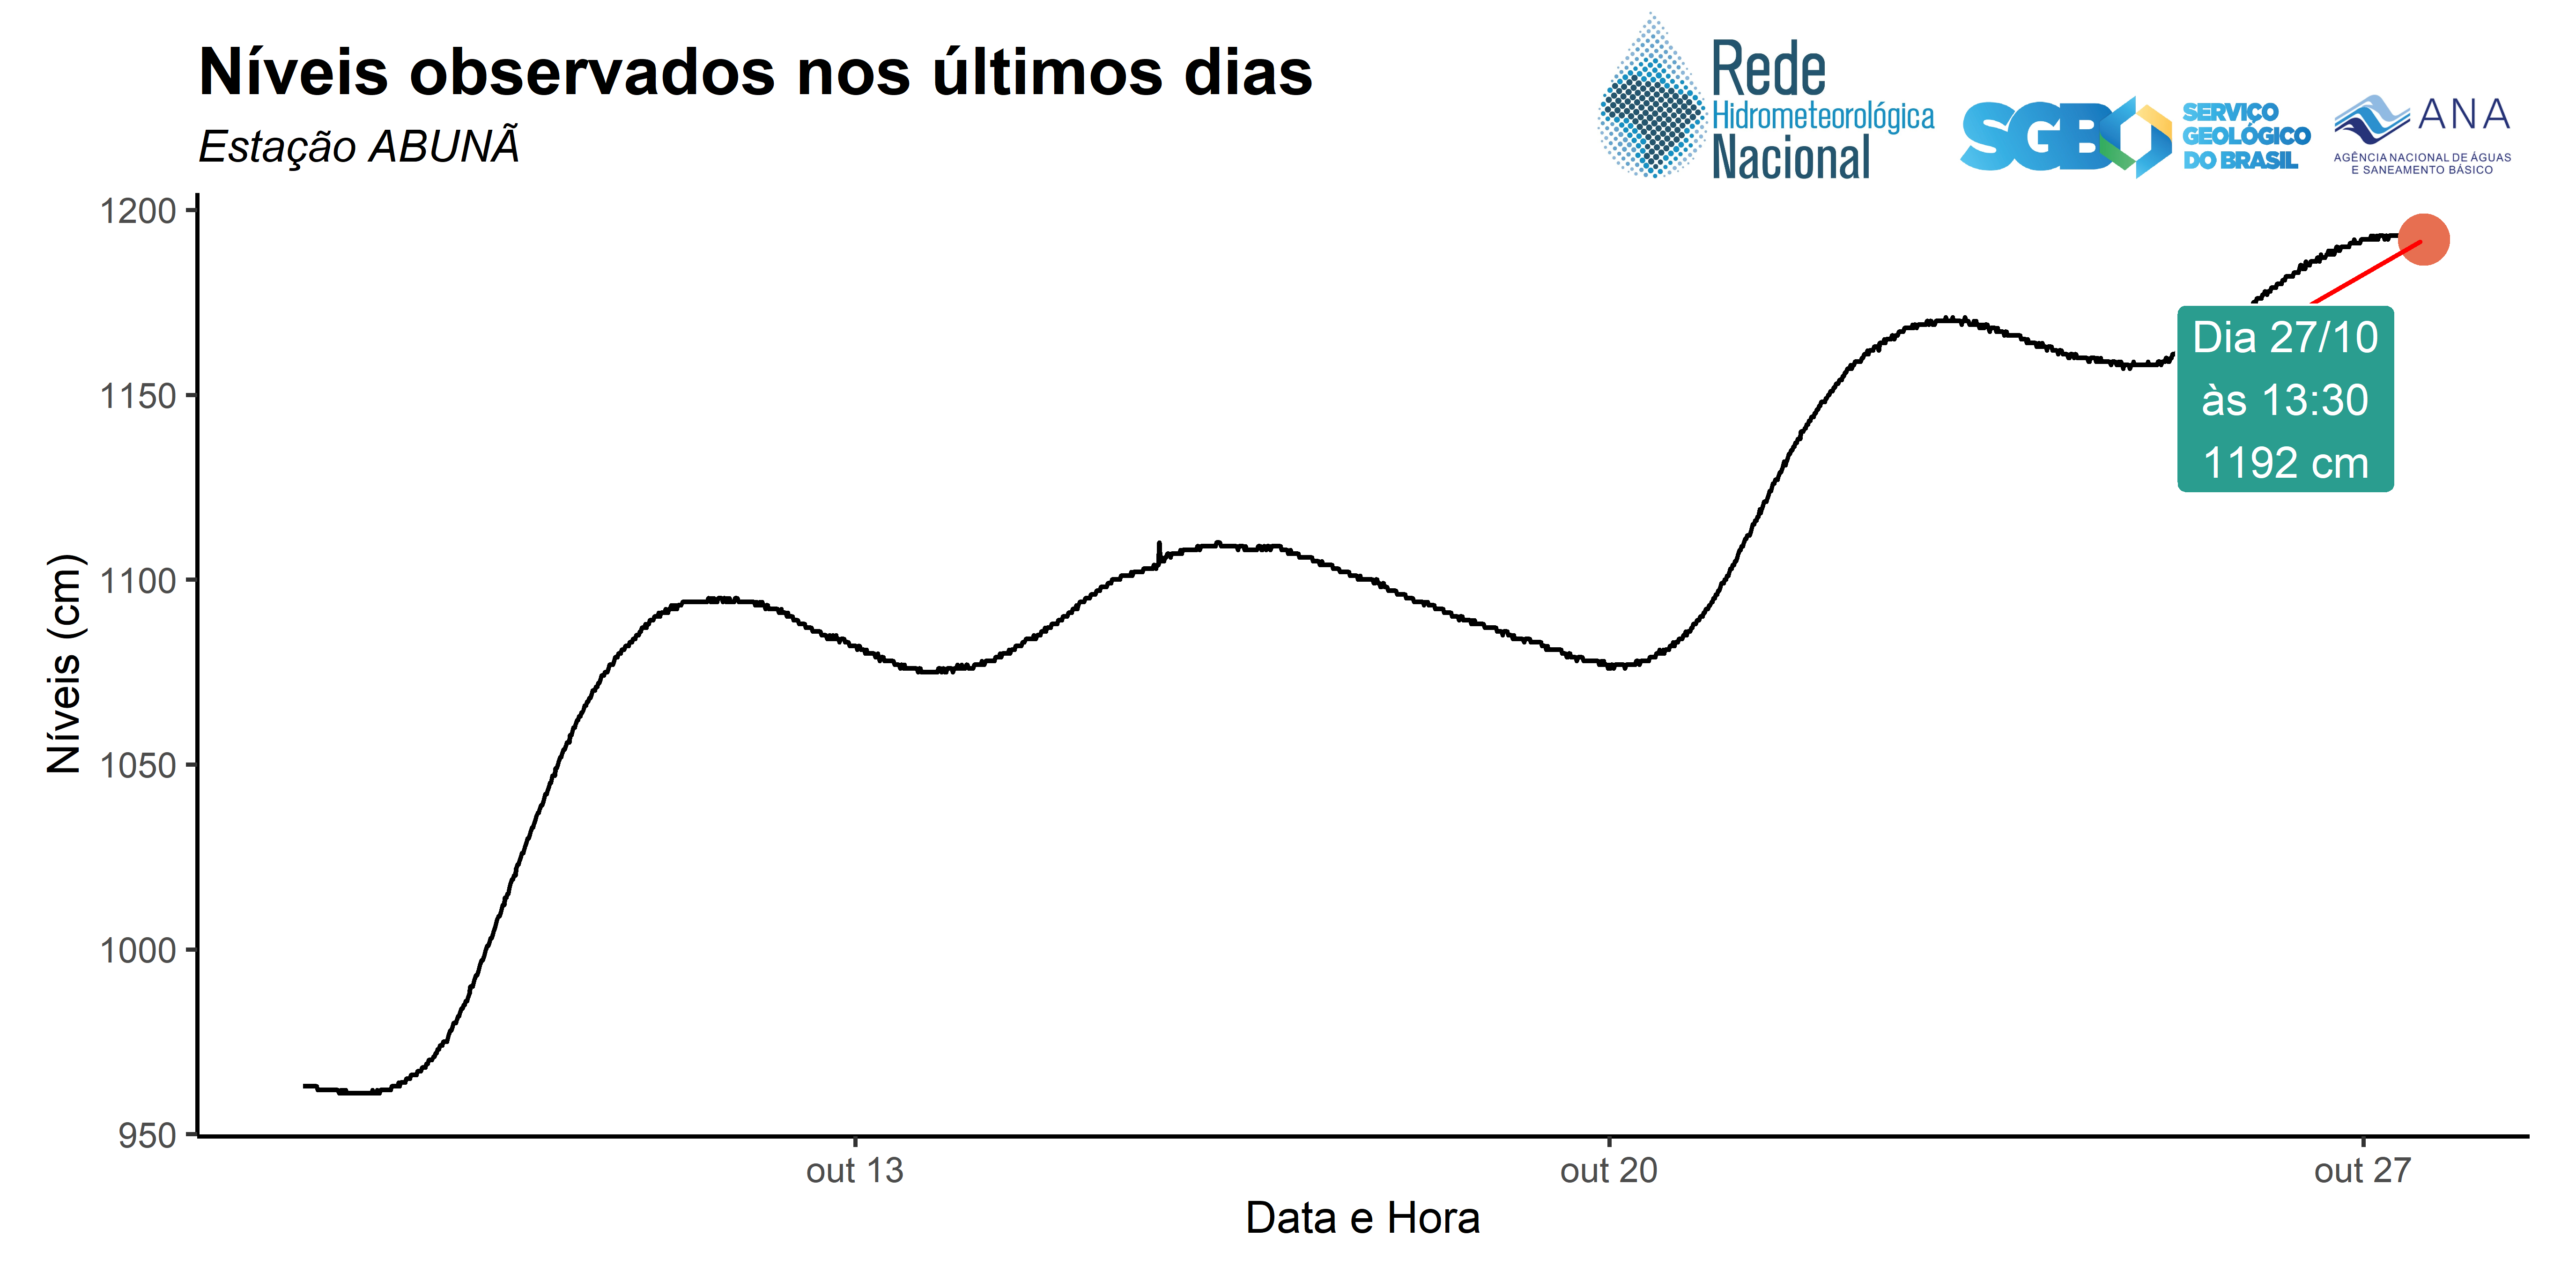 Níveis observados nos últimos dias
Estação ABUNÃ
Rede
Hidrometeorológica
Nacional
SGB
SERVIÇO
GEOLÓGICO
DO BRASIL
ANA
AGÊNCIA NACIONAL DE ÁGUAS
E SANEAMENTO BÁSICO
Níveis (cm)
1200
1150
1100
1050
1000
950
Dia 27/10
às 13:30
1192 cm
out 13
out 20
out 27
Data e Hora